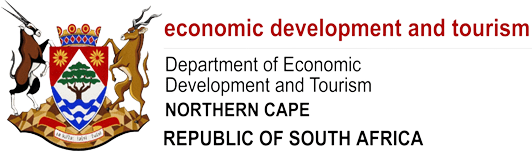 economic development and tourism
Department of Economic
Development and Tourism
NORTHERN CAPE
REPUBLIC OF SOUTH AFRICA